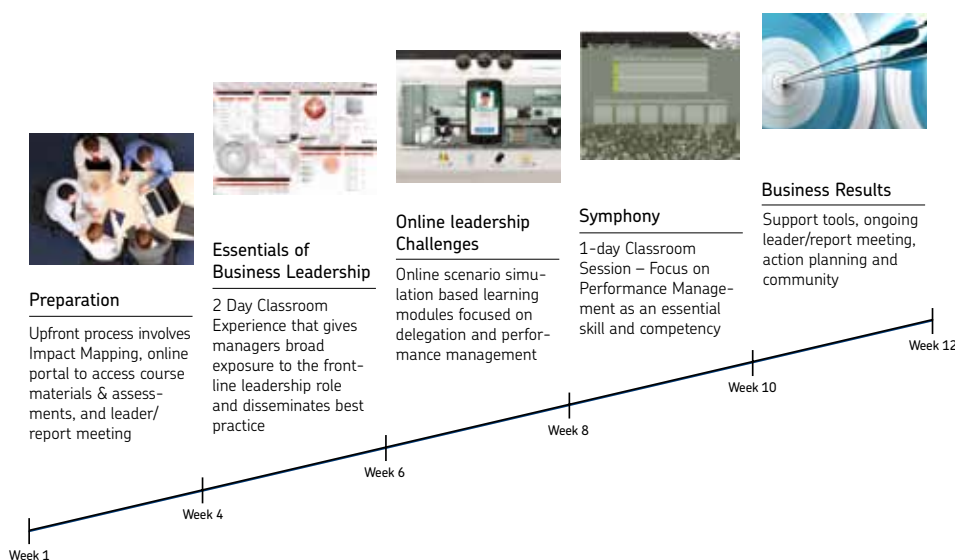 Preparation
Upfront process involves
Impact Mapping, online
portal to access course
materials & assess-
ments, and leader/
report meeting
Essentials of
Business Leadership
2 Day Classroom
Experience that gives
managers broad
exposure to the front-
line leadership role
and disseminates best
practice
Online leadership
Challenges
Online scenario simu-
lation based learning
modules focused on
delegation and perfor-
mance management
Symphony
1-day Classroom
Session – Focus on
Performance Manage-
ment as an essential
skill and competency
Business Results
Support tools, ongoing
leader/report meeting,
action planning and
community
Week 1
Week 4
Week 6
Week 8
Week 10
Week 12